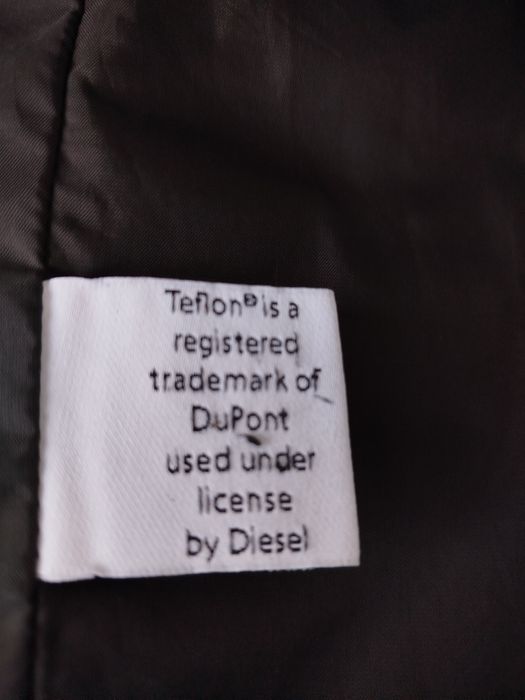 Teflon® is a
registered
trademark of
DuPont
used under
license
by Diesel